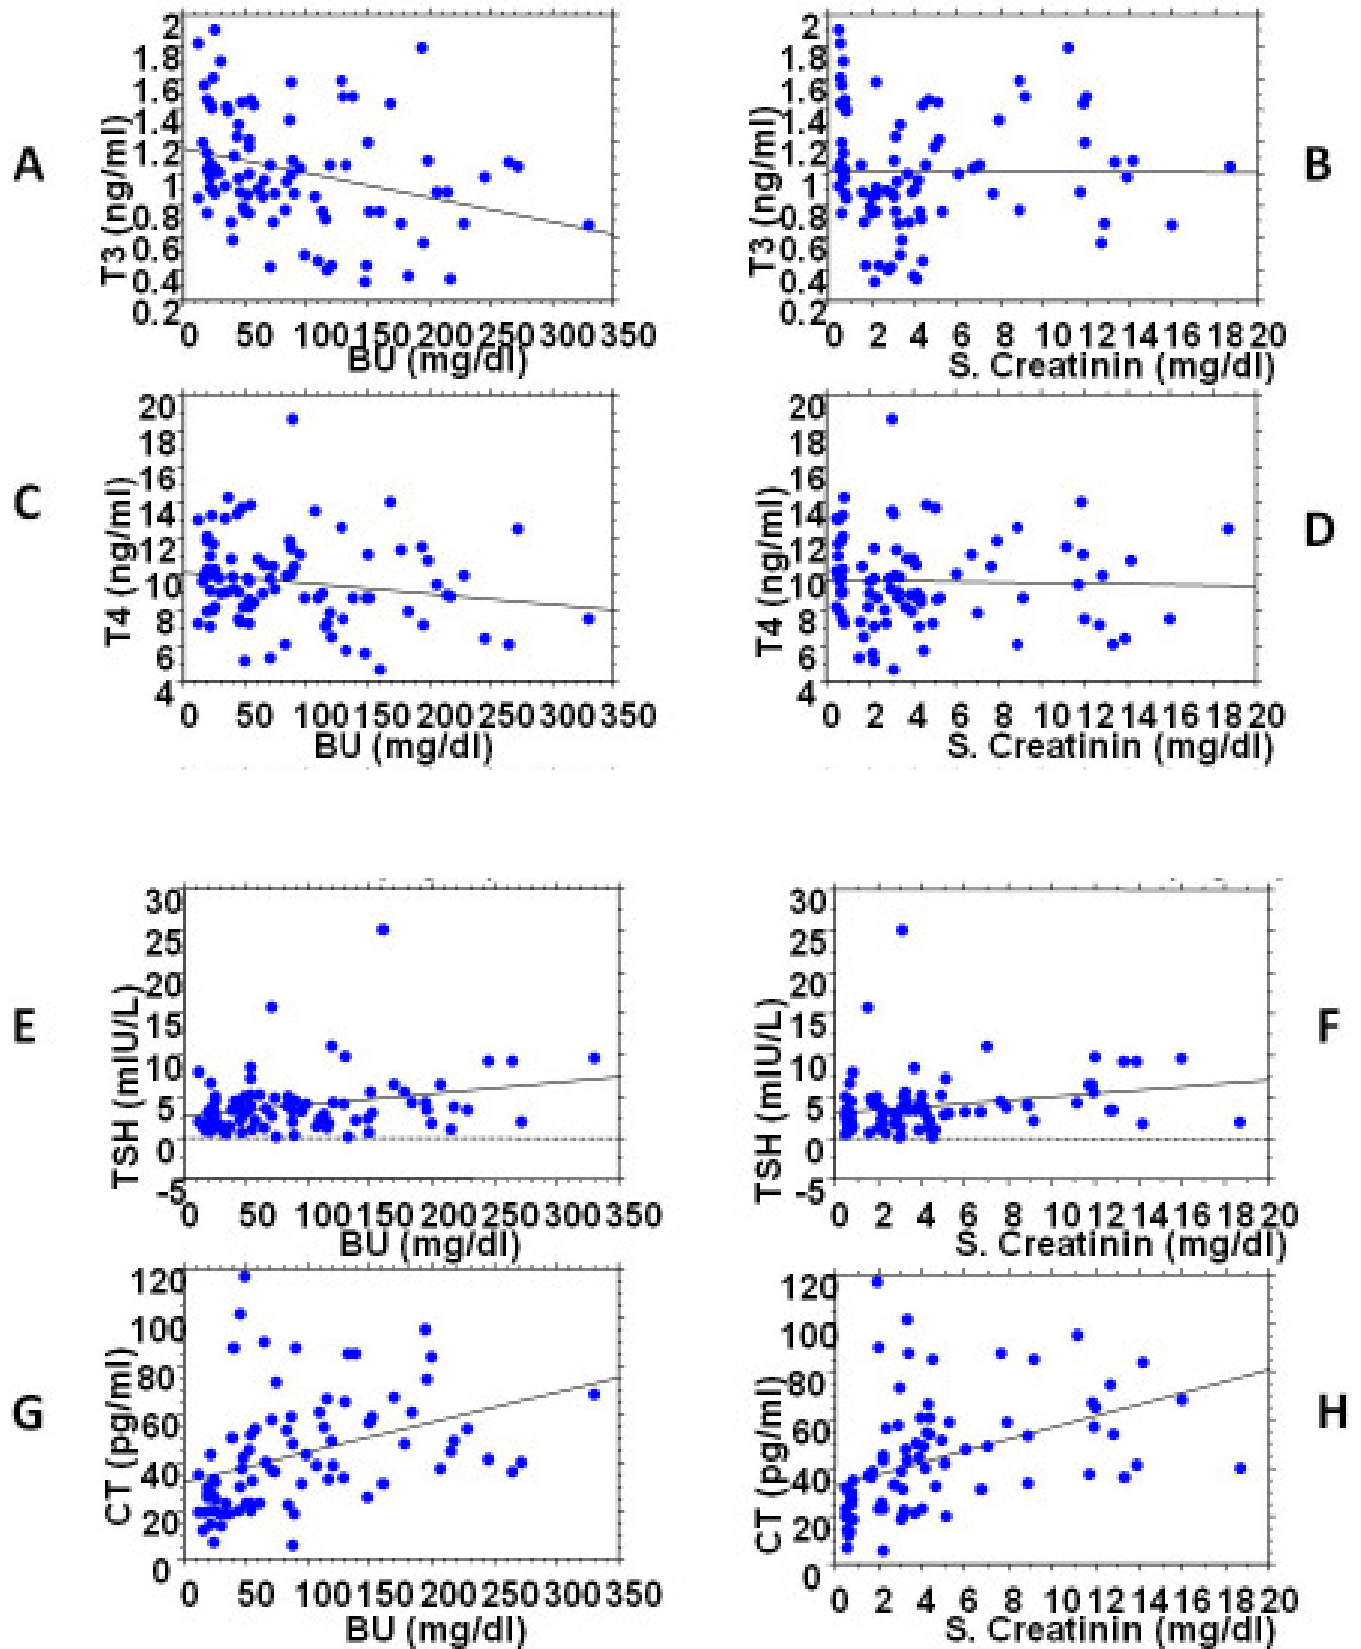 A
T3 (ng/ml)
2
1.8
1.6
1.4
1.2
1
0.8
0.6
0.4
0.2
0 50 100 150 200 250 300 350
BU (mg/dl)
B
T3 (ng/ml)
2
1.8
1.6
1.4
1.2
1
0.8
0.6
0.4
0.2
0 2 4 6 8 10 12 14 16 18 20
S. Creatinin (mg/dl)
C
T4 (ng/ml)
20
18
16
14
12
10
8
6
4
0 50 100 150 200 250 300 350
BU (mg/dl)
D
T4 (ng/ml)
20
18
16
14
12
10
8
6
4
0 2 4 6 8 10 12 14 16 18 20
S. Creatinin (mg/dl)
E
TSH (mIU/L)
30
25
20
15
10
5
0
-5
0 50 100 150 200 250 300 350
BU (mg/dl)
F
TSH (mIU/L)
30
25
20
15
10
5
0
-5
0 2 4 6 8 10 12 14 16 18 20
S. Creatinin (mg/dl)
G
CT (pg/ml)
120
100
80
60
40
20
0
0 50 100 150 200 250 300 350
BU (mg/dl)
H
CT (pg/ml)
120
100
80
60
40
20
0
0 2 4 6 8 10 12 14 16 18 20
S. Creatinin (mg/dl)